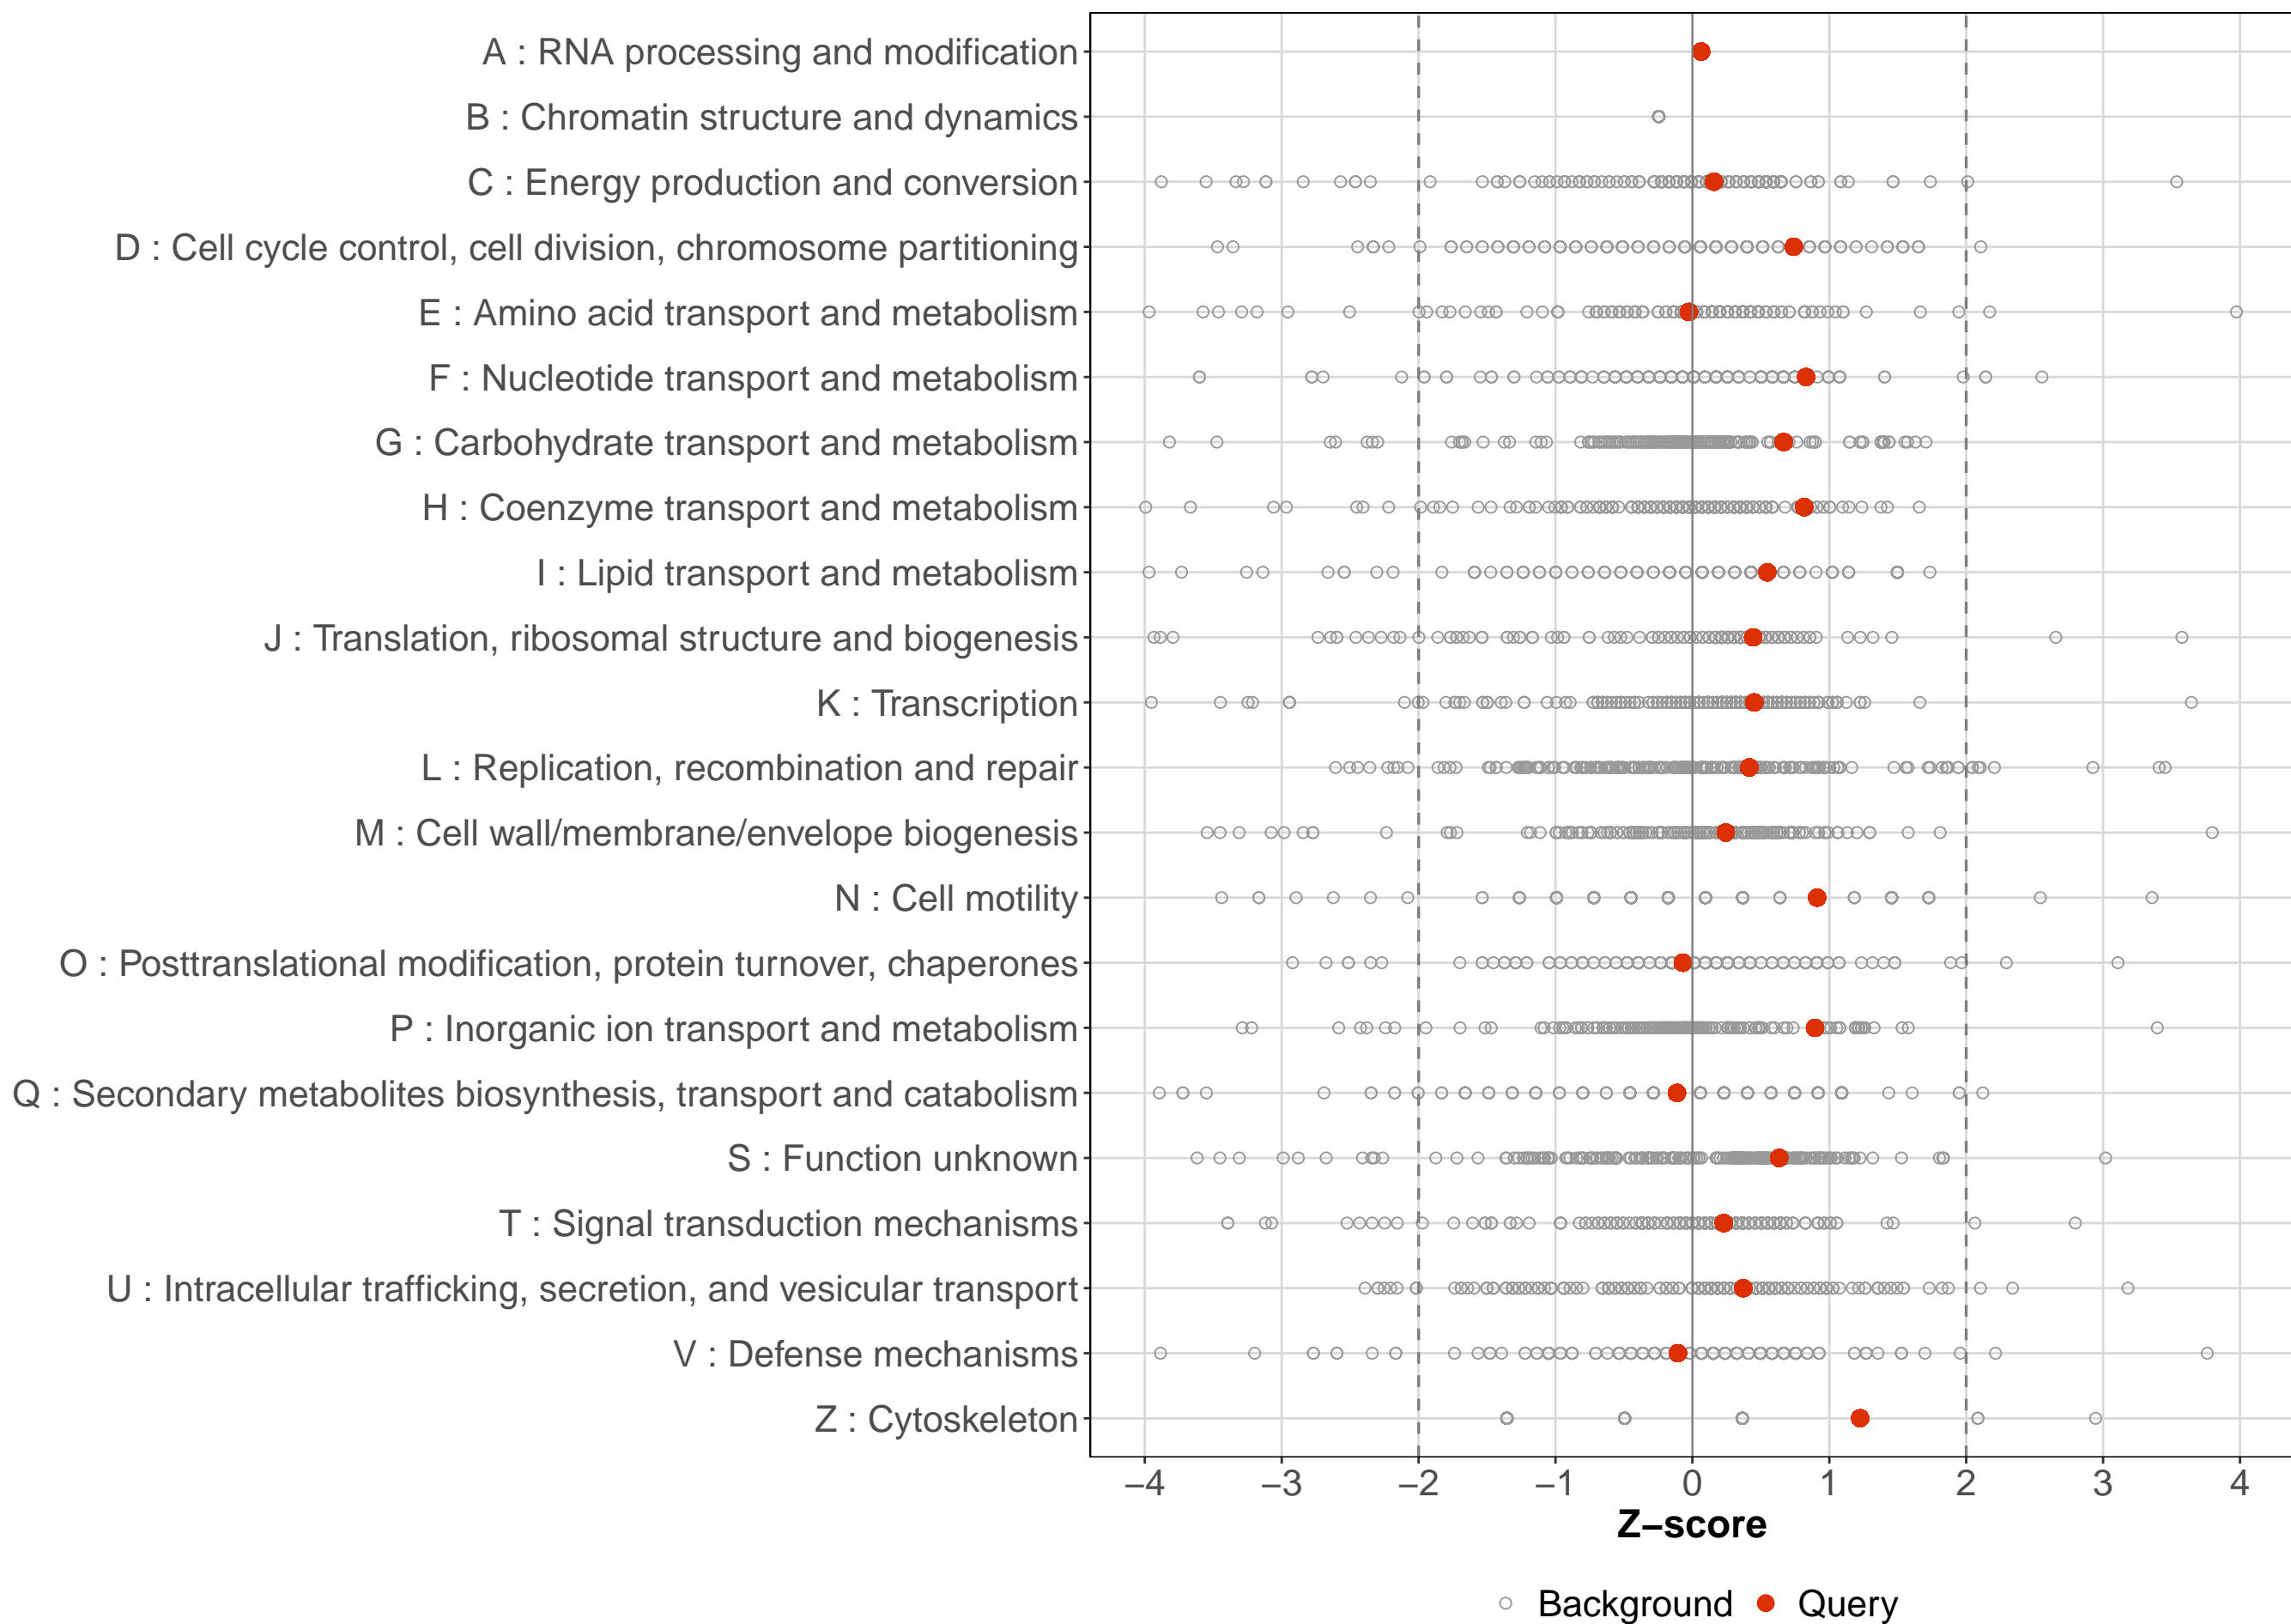 A : RNA processing and modification
B : Chromatin structure and dynamics
C : Energy production and conversion
D : Cell cycle control, cell division, chromosome partitioning
E : Amino acid transport and metabolism
F : Nucleotide transport and metabolism
G : Carbohydrate transport and metabolism
H : Coenzyme transport and metabolism
I : Lipid transport and metabolism
J : Translation, ribosomal structure and biogenesis
K : Transcription
L : Replication, recombination and repair
M : Cell wall/membrane/envelope biogenesis
N : Cell motility
O : Posttranslational modification, protein turnover, chaperones
P : Inorganic ion transport and metabolism
Q : Secondary metabolites biosynthesis, transport and catabolism
S : Function unknown
T : Signal transduction mechanisms
U : Intracellular trafficking, secretion, and vesicular transport
V : Defense mechanisms
Z : Cytoskeleton
−4 −3 −2 −1 0 1 2 3 4
Z−score
Background Query